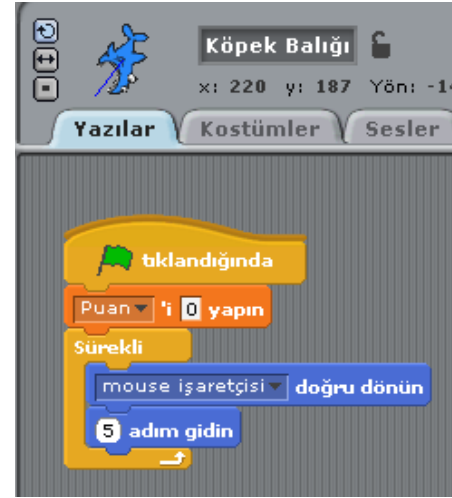 Köpek Balığı
x: 220 y: 187 Yön: -14
Yazılar Kostümler Sesler
tıklandığında
Puan 'i 0 yapın
Sürekli
mouse işaretçisi doğru dönün
5 adım gidin